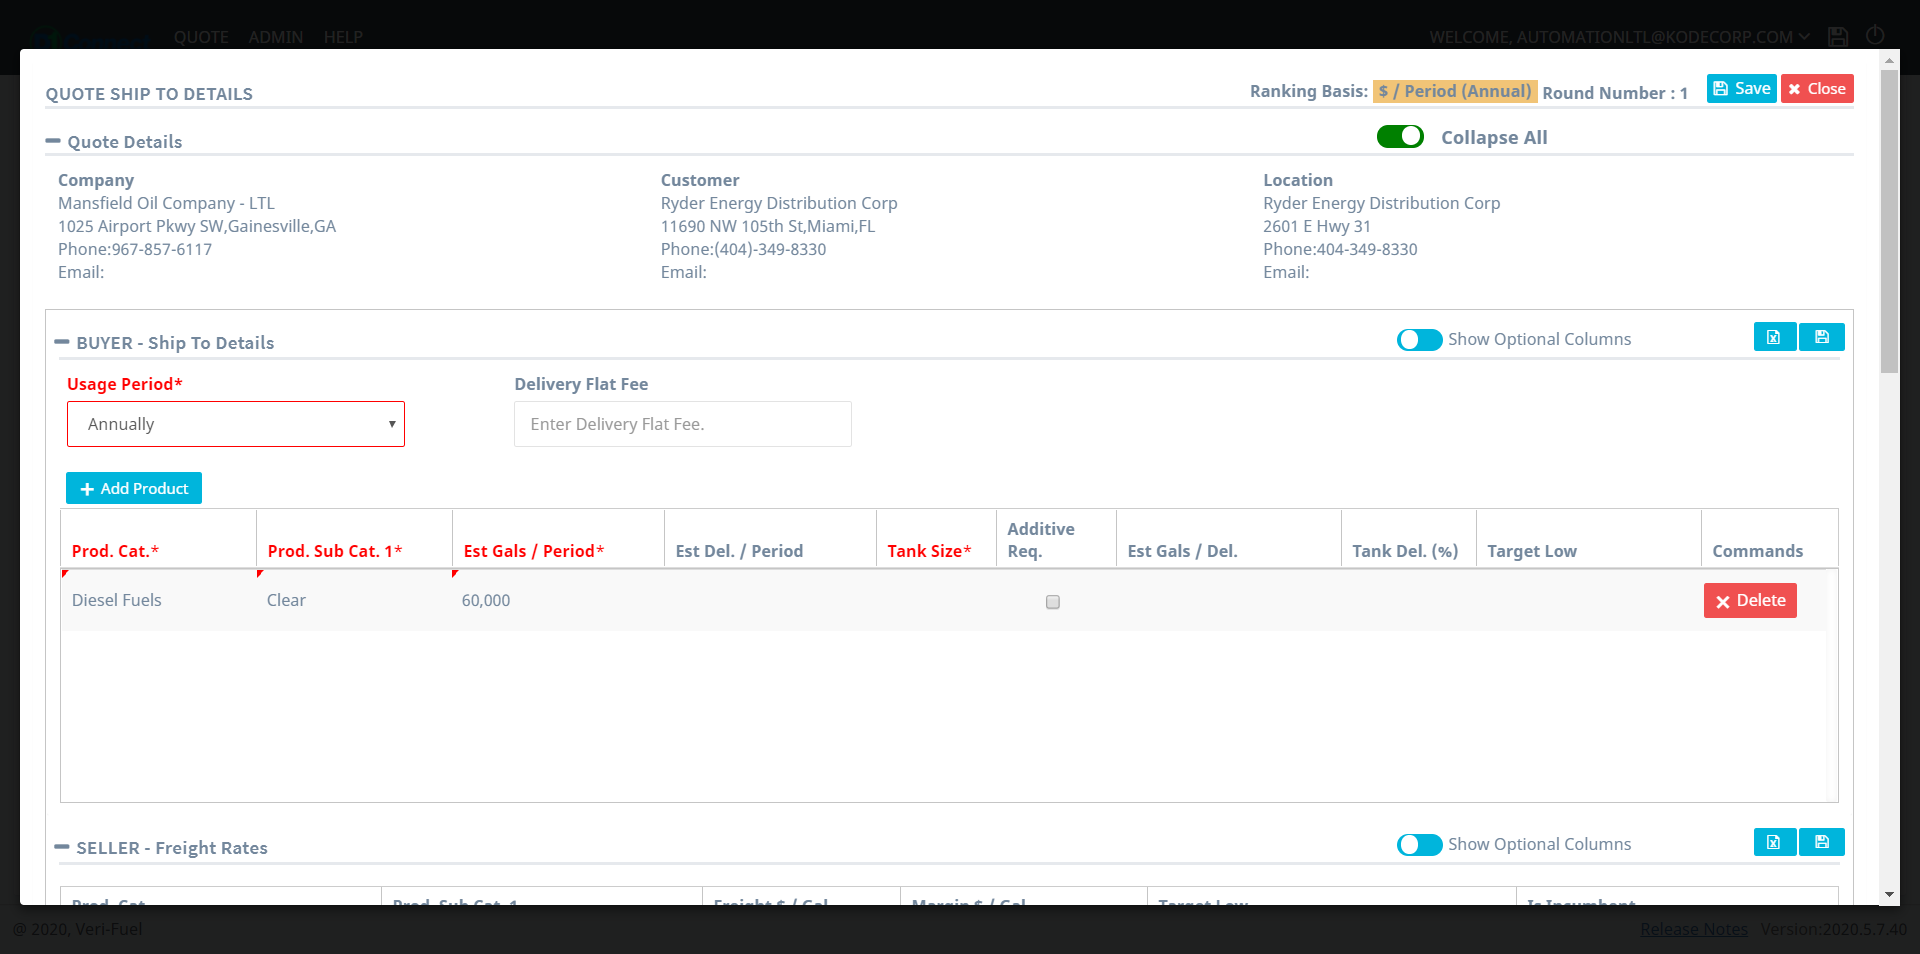 QUOTE ADMIN HELP
WELCOME, AUTOMATIONLTL@KODECORP.COM
QUOTE SHIP TO DETAILS
Ranking Basis: $ / Period (Annual) Round Number : 1
Save
Close
Quote Details
Collapse All
Company
Mansfield Oil Company - LTL
1025 Airport Pkwy SW,Gainesville,GA
Phone:967-857-6117
Email:
Customer
Ryder Energy Distribution Corp
11690 NW 105th St,Miami,FL
Phone:(404)-349-8330
Email:
Location
Ryder Energy Distribution Corp
2601 E Hwy 31
Phone:404-349-8330
Email:
BUYER - Ship To Details
Show Optional Columns
Usage Period*
Annually
Delivery Flat Fee
Enter Delivery Flat Fee.
+ Add Product
Prod. Cat.* Prod. Sub Cat. 1* Est Gals / Period* Est Del. / Period Tank Size* Additive Req. Est Gals / Del. Tank Del. (%) Target Low Commands
Diesel Fuels Clear 60,000 Delete
SELLER - Freight Rates
Show Optional Columns
Prod. Cat. Prod. Sub Cat. 1 Freight $ / Gal. Margin $ / Gal. Target Low Is Incumbent
@ 2020, Veri-Fuel
Release Notes Version:2020.5.7.40